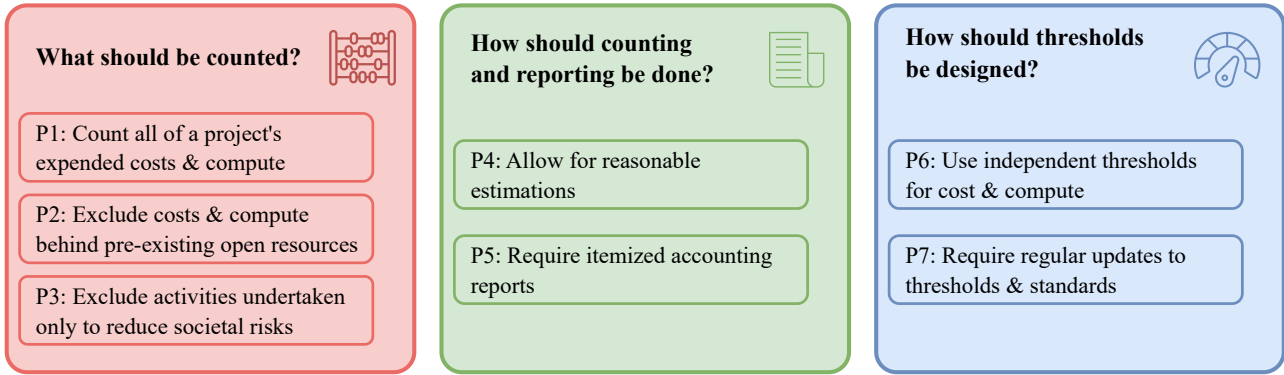 What should be counted?
P1: Count all of a project's
expended costs & compute
P2: Exclude costs & compute
behind pre-existing open resources
P3: Exclude activities undertaken
only to reduce societal risks
How should counting
and reporting be done?
P4: Allow for reasonable
estimations
P5: Require itemized accounting
reports
How should thresholds
be designed?
P6: Use independent thresholds
for cost & compute
P7: Require regular updates to
thresholds & standards